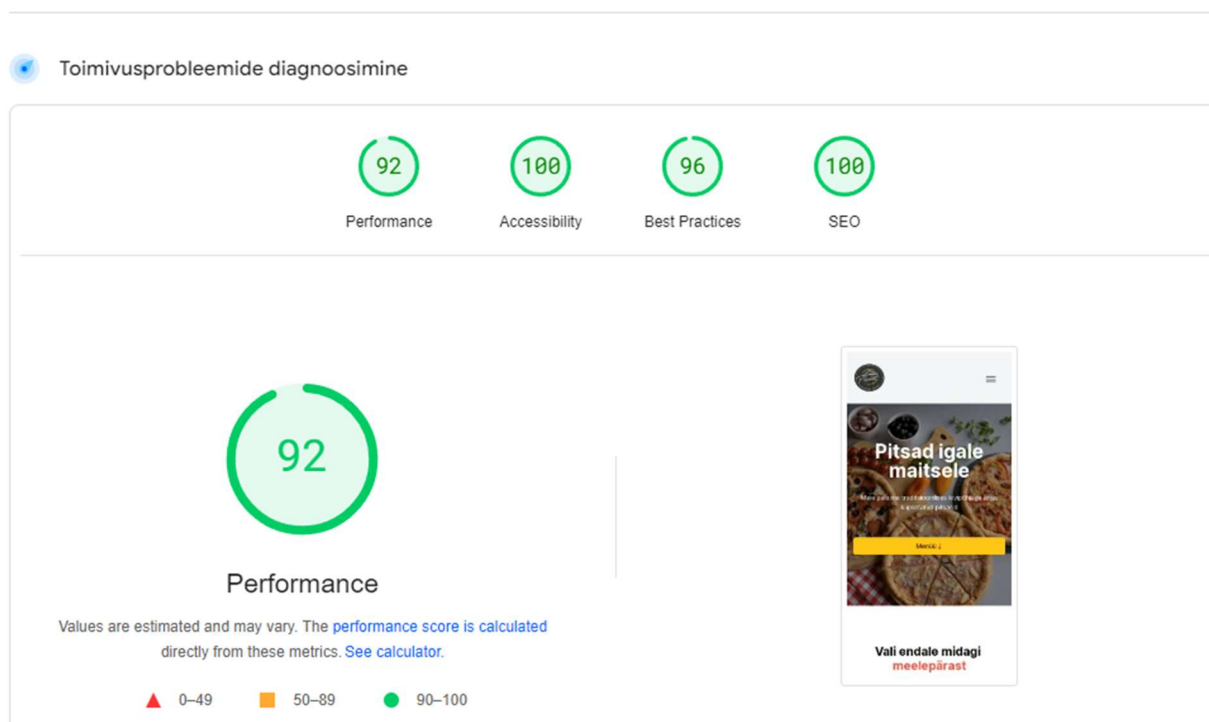 Toimivusprobleemide diagnoosimine
92
100
96
100
Performance
Accessibility
Best Practices
SEO
92
Performance
Values are estimated and may vary. The performance score is calculated
directly from these metrics. See calculator.
0–49
50–89
90–100
Pitsad igale
maitsele
Menüü
Vali endale midagi
meelepärast